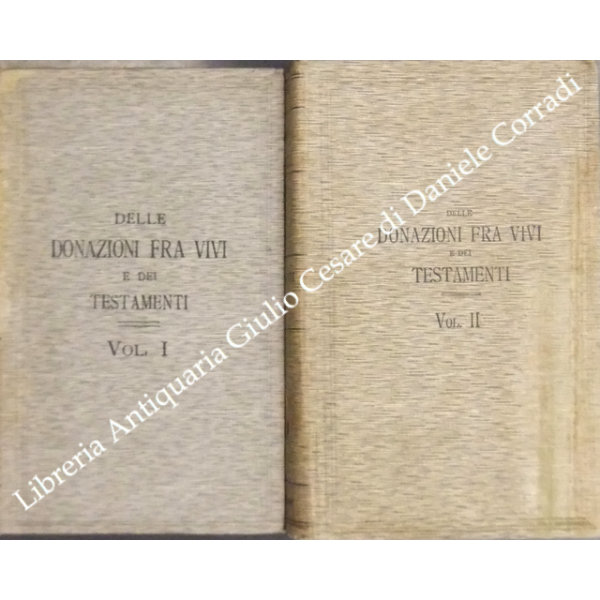 DELLE
DONAZIONI FRA VIVI
E DEI
TESTAMENTI
VOL. I
DELLE
DONAZIONI FRA VIVI
E DEI
TESTAMENTI
VOL. II
Libreria Antiquaria Giulio Cesare di Daniele Corradi